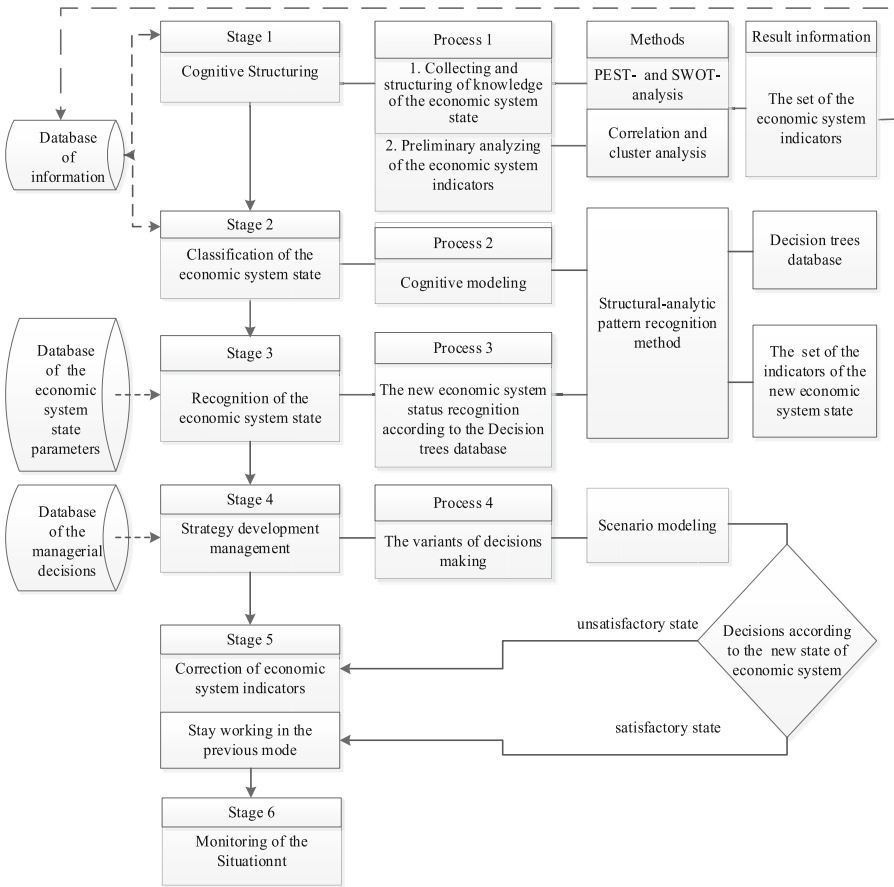 Stage 1
Cognitive Structuring
Process 1
1. Collecting and
structuring of knowledge
of the economic system
state
2. Preliminary analyzing
of the economic system
indicators
Methods
PEST- and SWOT-
analysis
Correlation and
cluster analysis
Result information
The set of the
economic system
indicators
Database
of
information
Stage 2
Classification of the
economic system state
Process 2
Cognitive modeling
Structural-analytic
pattern recognition
method
Decision trees
database
Database
of the
economic
system
state
parameters
Stage 3
Recognition of the
economic system state
Process 3
The new economic system
status recognition
according to the Decision
trees database
The set of the
indicators of the
new economic
system state
Database
of the
managerial
decisions
Stage 4
Strategy development
management
Process 4
The variants of decisions
making
Scenario modeling
Decisions according
to the new state of
economic system
unsatisfactory state
Stage 5
Correction of economic
system indicators
satisfactory state
Stay working in the
previous mode
Stage 6
Monitoring of the
Situationnt